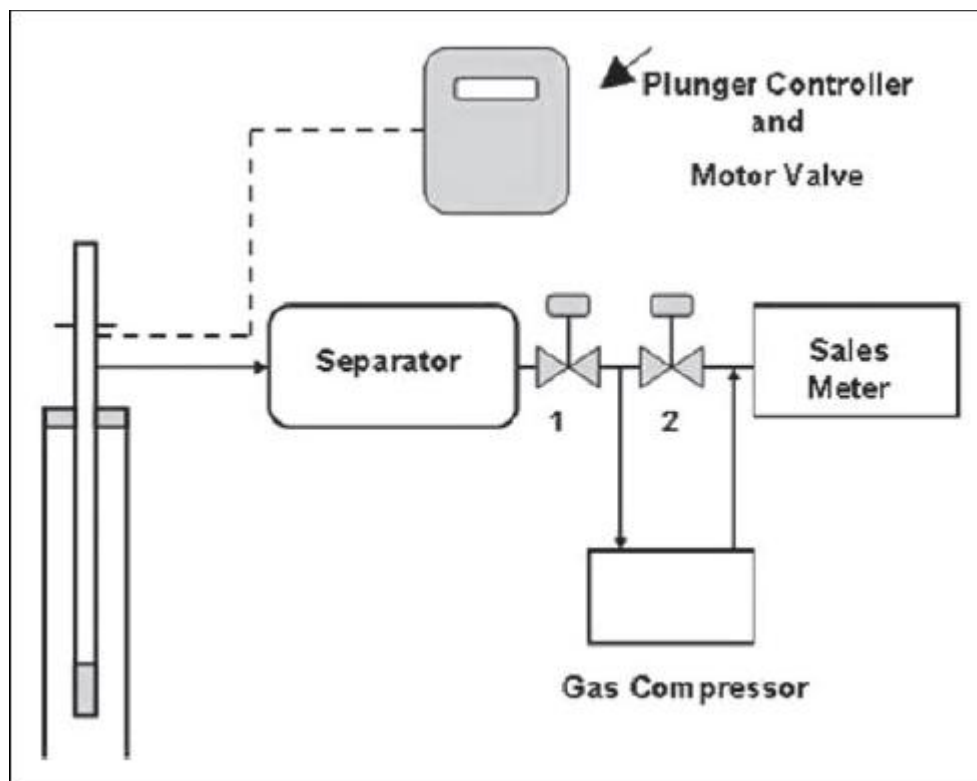 Plunger Controller
and
Motor Valve
Separator
Sales
Meter
1
2
Gas Compressor